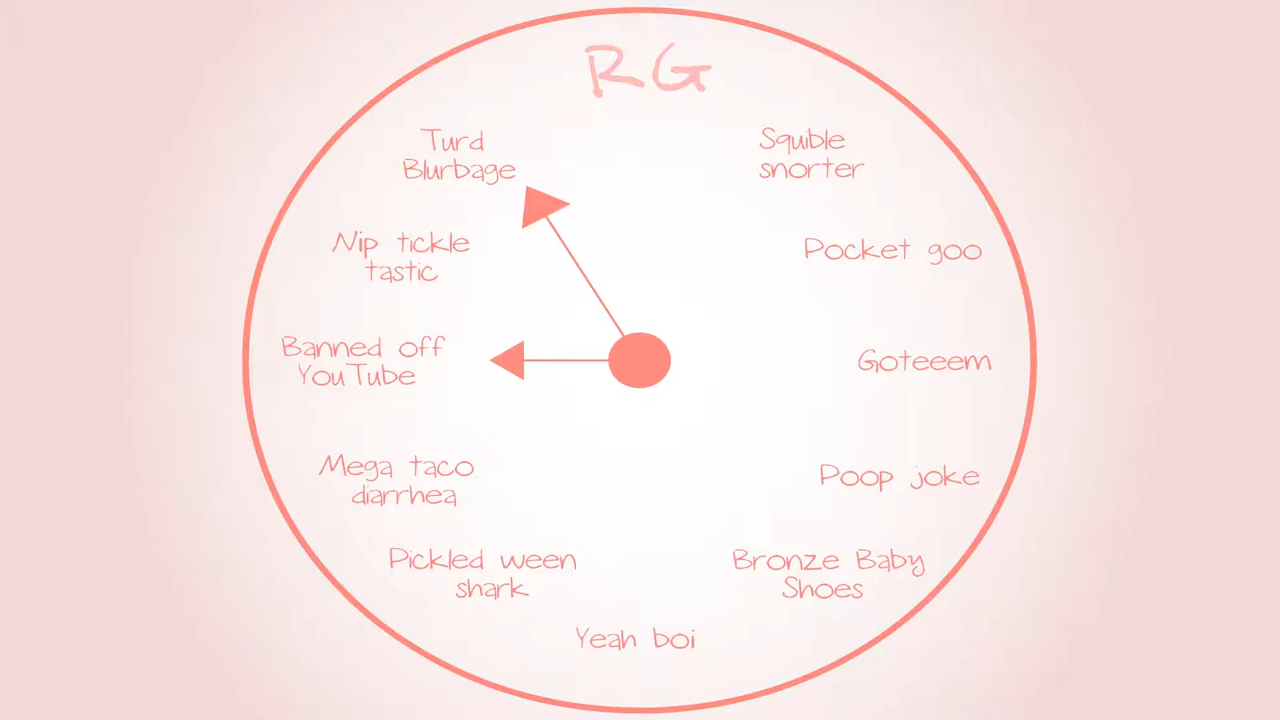 RG
Turd
Blurbage
Squible
snorter
Nip tickle
tastic
Pocket goo
Banned off
YouTube
Goteeem
Mega taco
diarrhea
Poop joke
Pickled ween
shark
Bronze Baby
Shoes
Yeah boi